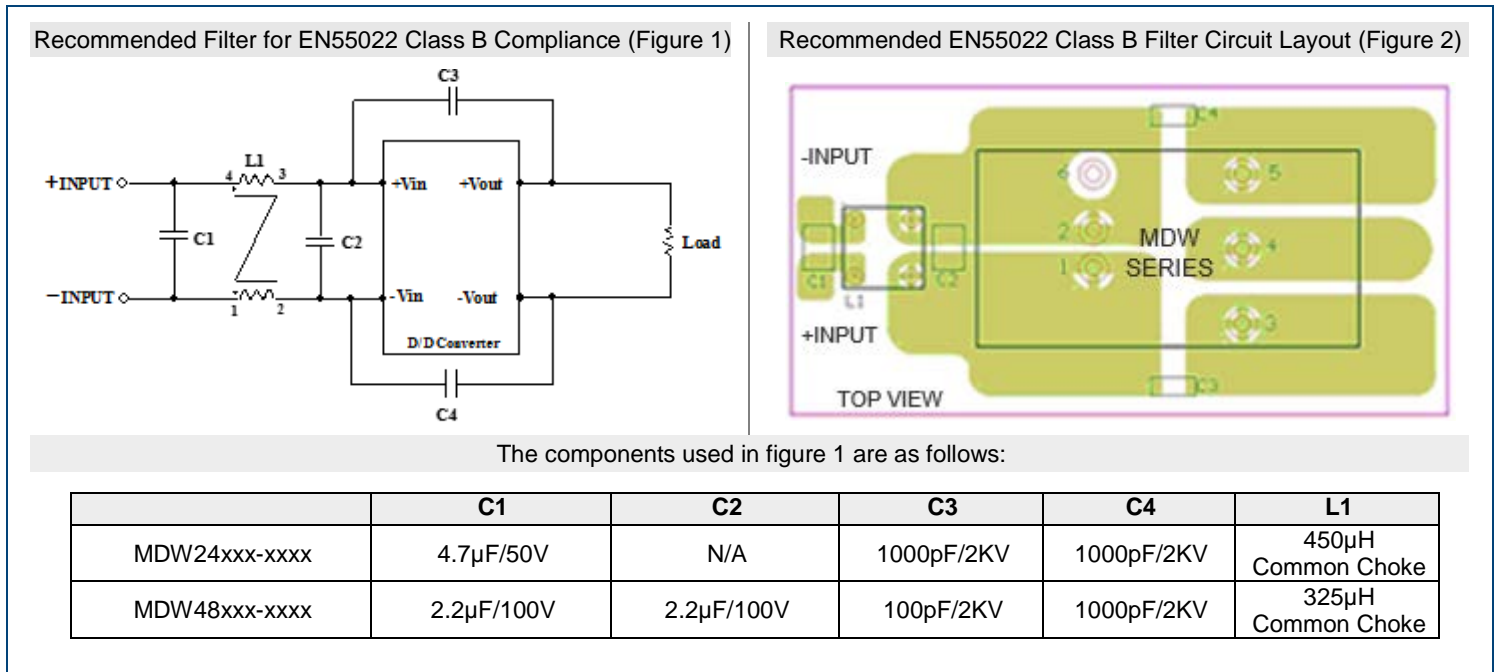 Recommended Filter for EN55022 Class B Compliance (Figure 1)
C3
L1
4
3
+INPUT
+Vin
+Vout
C1
C2
Load
−INPUT
1
2
-Vin
-Vout
D/D Converter
C4
Recommended EN55022 Class B Filter Circuit Layout (Figure 2)
C4
-INPUT
6
5
2
MDW
4
1
SERIES
C1
L1
C2
3
+INPUT
C3
TOP VIEW
The components used in figure 1 are as follows:
C1 C2 C3 C4 L1
MDW24xxx-xxxx 4.7µF/50V N/A 1000pF/2KV 1000pF/2KV 450µH
Common Choke
MDW48xxx-xxxx 2.2µF/100V 2.2µF/100V 100pF/2KV 1000pF/2KV 325µH
Common Choke